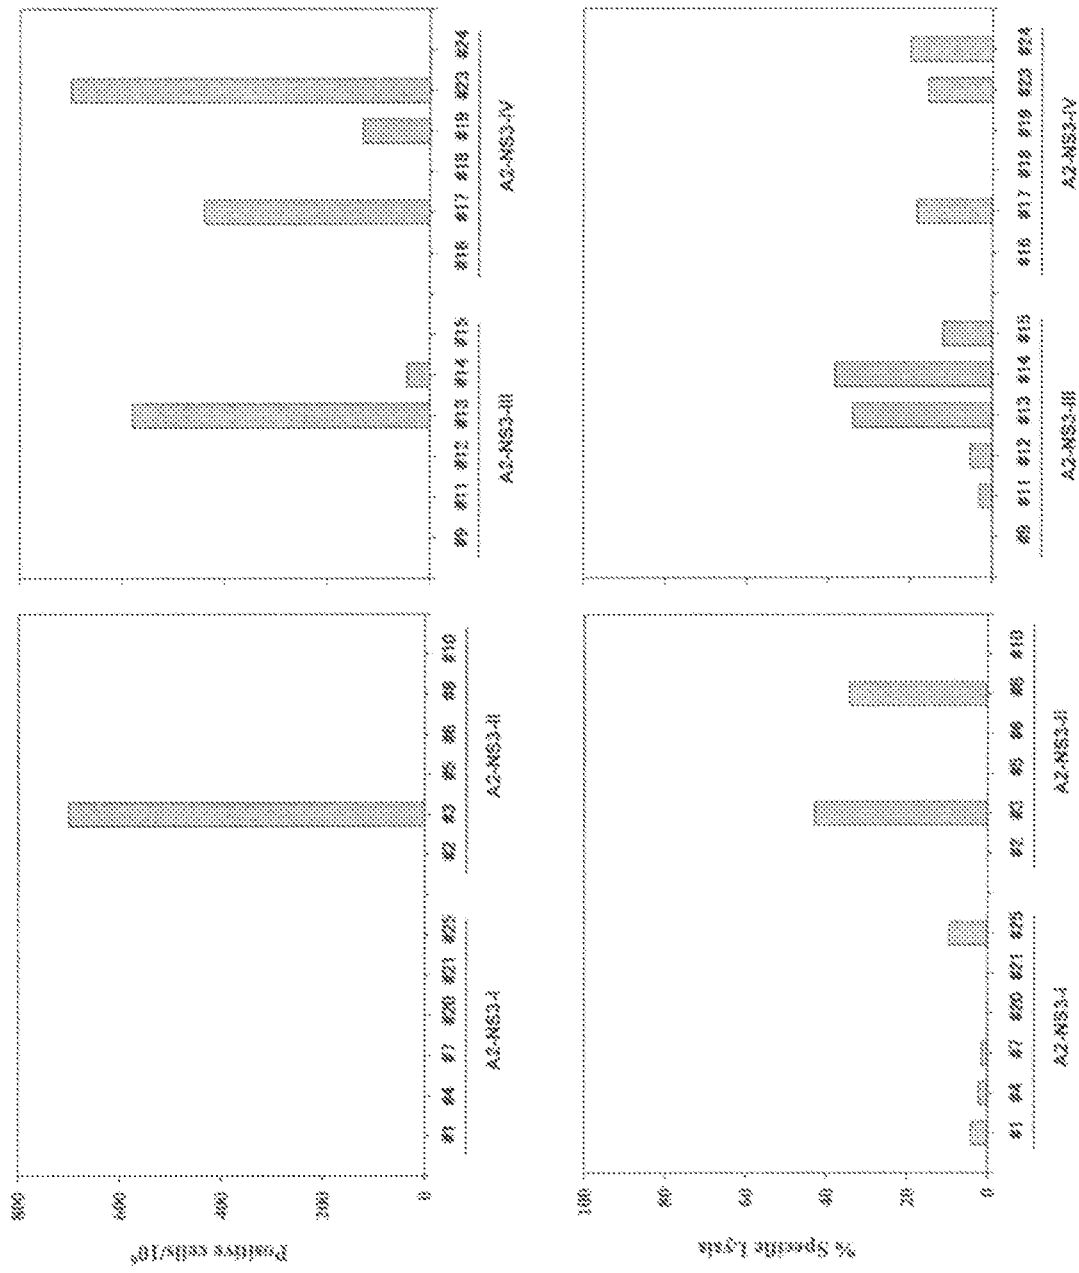 Positive cells/10⁶
800
600
400
200
0
#1 #4 #7 #20 #21 #25
A2-NS3-I
#2 #3 #5 #6 #8 #10
A2-NS3-II
#9 #11 #12 #13 #14 #15
A2-NS3-III
#16 #17 #18 #19 #23 #24
A2-NS3-IV
% Specific Lysis
100
80
60
40
20
0
#1 #4 #7 #20 #21 #25
A2-NS3-I
#2 #3 #5 #6 #8 #10
A2-NS3-II
#9 #11 #12 #13 #14 #15
A2-NS3-III
#16 #17 #18 #19 #23 #24
A2-NS3-IV